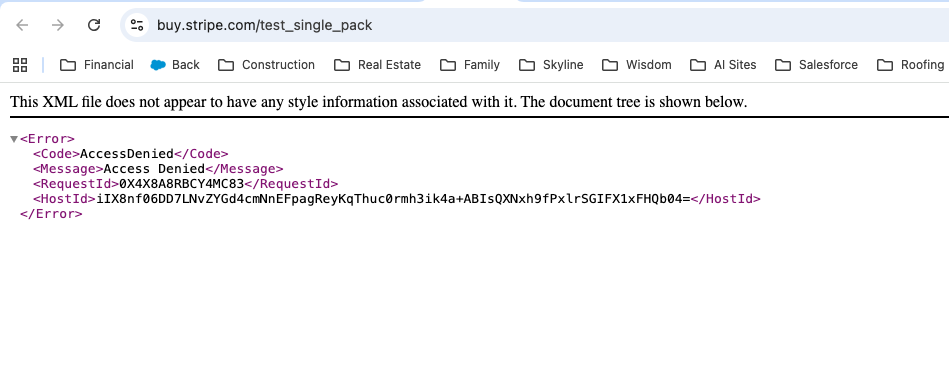 buy.stripe.com/test_single_pack
Financial Back Construction Real Estate Family Skyline Wisdom AI Sites Salesforce Roofing
This XML file does not appear to have any style information associated with it. The document tree is shown below.
<Error>
<Code>AccessDenied</Code>
<Message>Access Denied</Message>
<RequestId>0X4X8A8RBCY4MC83</RequestId>
<HostId>iIX8nf06DD7LNvZYGd4cmNnEFpagReyKqThuc0rmh3ik4a+ABIsQXNxh9fPxlrSGIFX1xFHQb04=</HostId>
</Error>